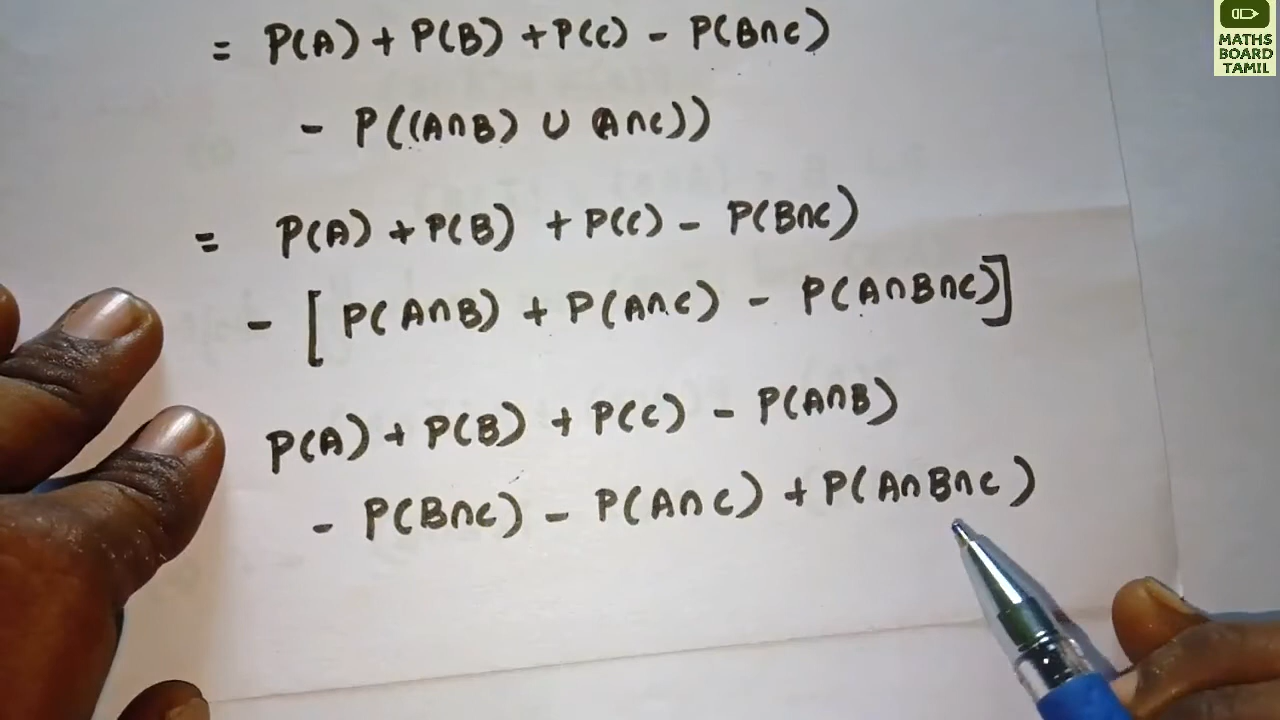 = P(A) + P(B) + P(C) - P(B∩C)
- P((A∩B) ∪ (A∩C))
= P(A) + P(B) + P(C) - P(B∩C)
- [P(A∩B) + P(A∩C) - P(A∩B∩C)]
P(A) + P(B) + P(C) - P(A∩B)
- P(B∩C) - P(A∩C) + P(A∩B∩C)
MATHS
BOARD
TAMIL